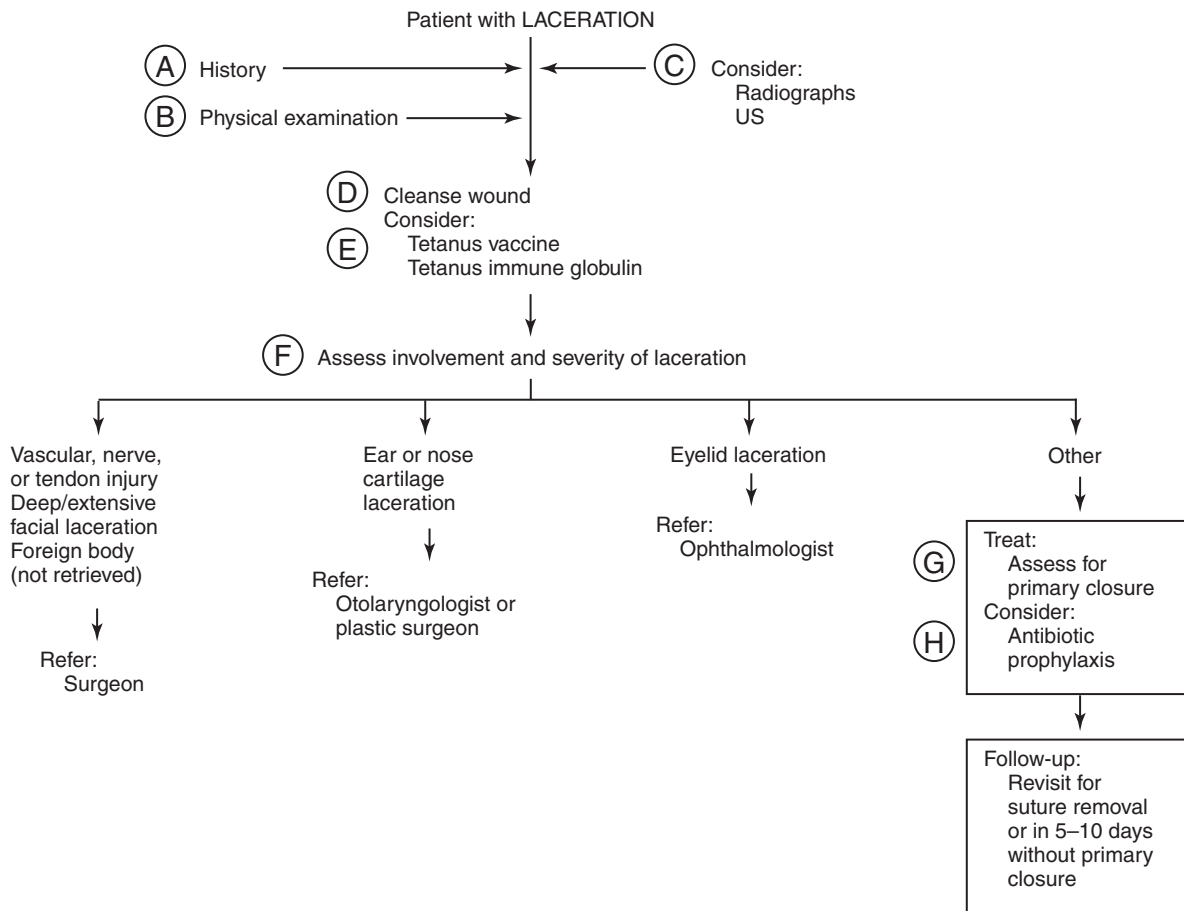 Patient with LACERATION
A
History
C
Consider:
Radiographs
US
B
Physical examination
D
Cleanse wound
Consider:
E
Tetanus vaccine
Tetanus immune globulin
F
Assess involvement and severity of laceration
Vascular, nerve,
or tendon injury
Deep/extensive
facial laceration
Foreign body
(not retrieved)
Refer:
Surgeon
Ear or nose
cartilage
laceration
Refer:
Otolaryngologist or
plastic surgeon
Eyelid laceration
Refer:
Ophthalmologist
Other
G
Treat:
Assess for
primary closure
H
Consider:
Antibiotic
prophylaxis
Follow-up:
Revisit for
suture removal
or in 5–10 days
without primary
closure